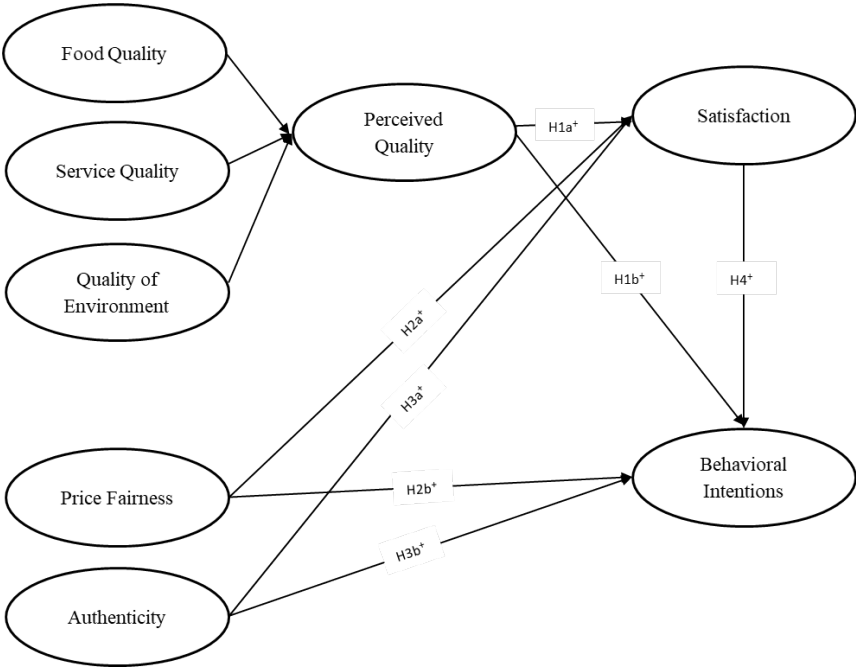 Food Quality
Service Quality
Quality of
Environment
Perceived
Quality
H1a⁺
Satisfaction
H1b⁺
H4⁺
H2a⁺
H3a⁺
Price Fairness
H2b⁺
Behavioral
Intentions
H3b⁺
Authenticity